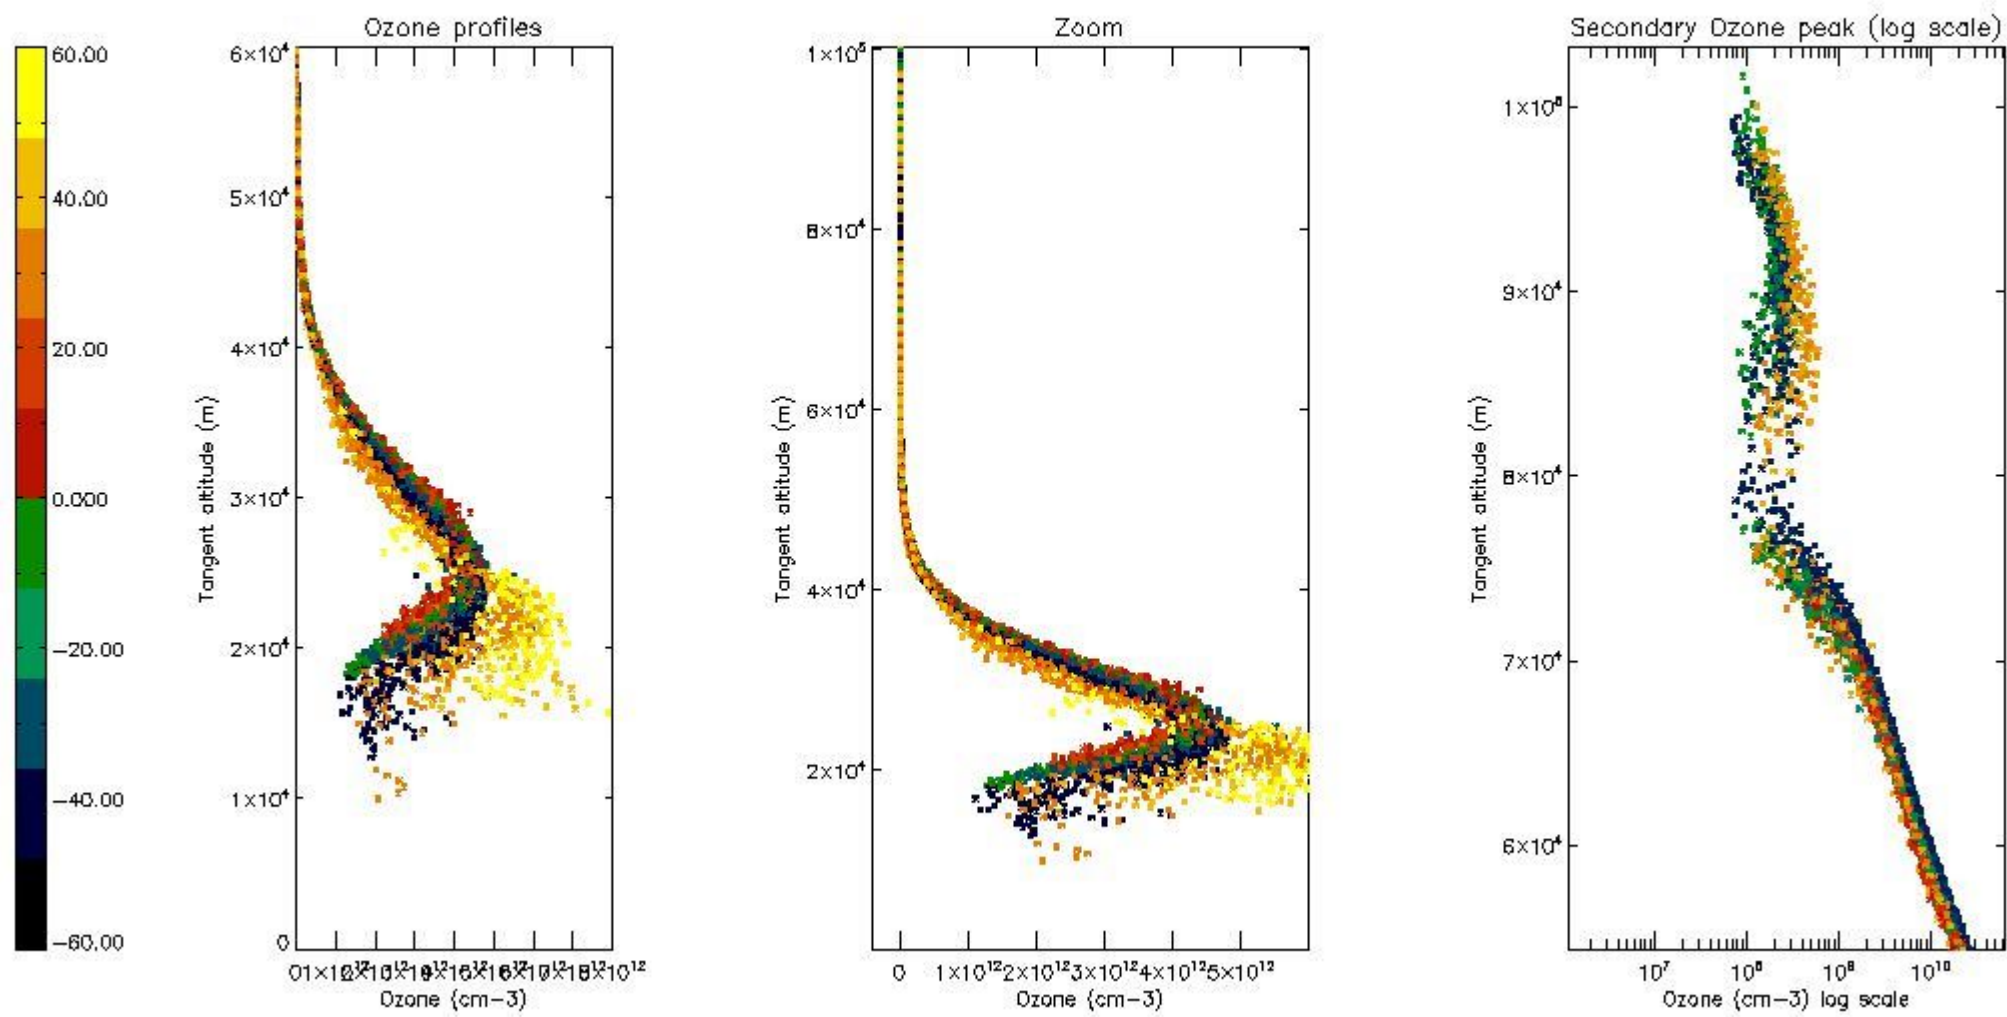 Ozone profiles
Zoom
Secondary Ozone peak (log scale)
60.00
40.00
20.00
0.000
-20.00
-40.00
-60.00
6×10⁴
5×10⁴
4×10⁴
3×10⁴
2×10⁴
1×10⁴
0
Tangent altitude (m)
Ozone (cm-3)
1×10⁵
8×10⁴
6×10⁴
4×10⁴
2×10⁴
Tangent altitude (m)
0 1×10¹² 2×10¹² 3×10¹² 4×10¹² 5×10¹²
Ozone (cm-3)
9×10⁴
8×10⁴
7×10⁴
6×10⁴
Tangent altitude (m)
10⁷ 10⁸ 10⁹ 10¹⁰
Ozone (cm-3) log scale